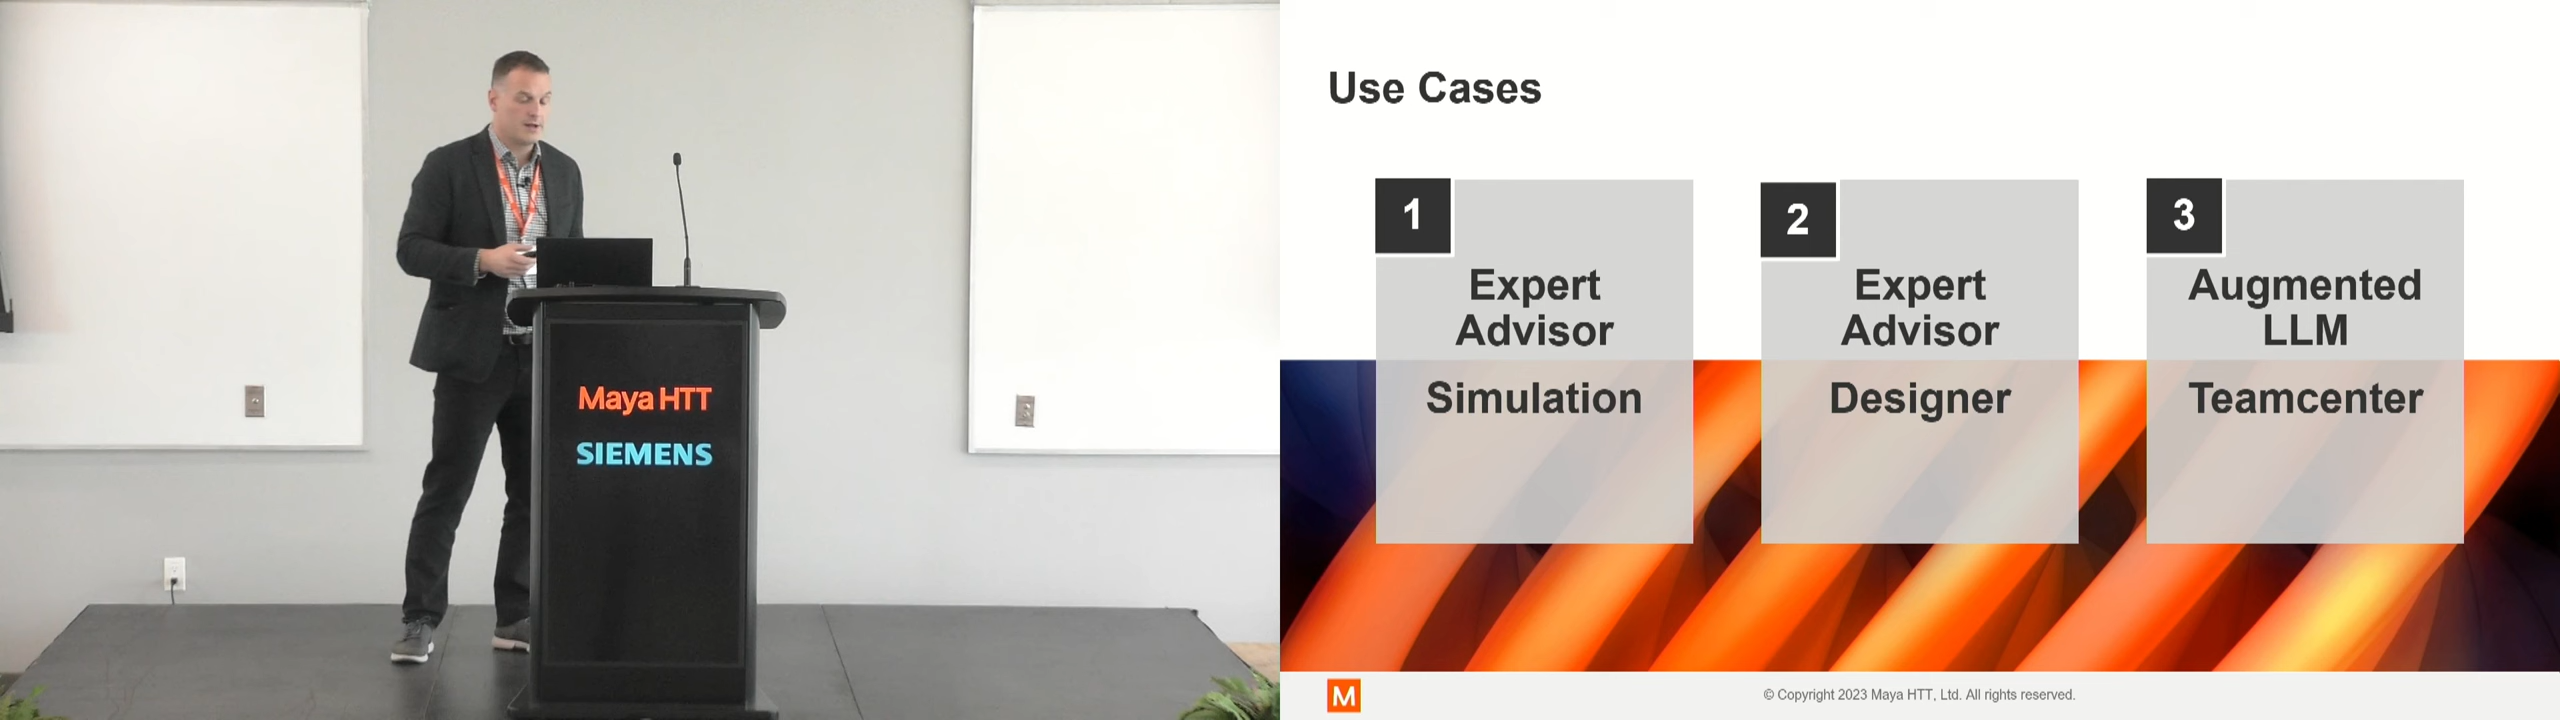 Maya HTT
SIEMENS
Use Cases
1
Expert
Advisor
Simulation
2
Expert
Advisor
Designer
3
Augmented
LLM
Teamcenter
M
© Copyright 2023 Maya HTT, Ltd. All rights reserved.